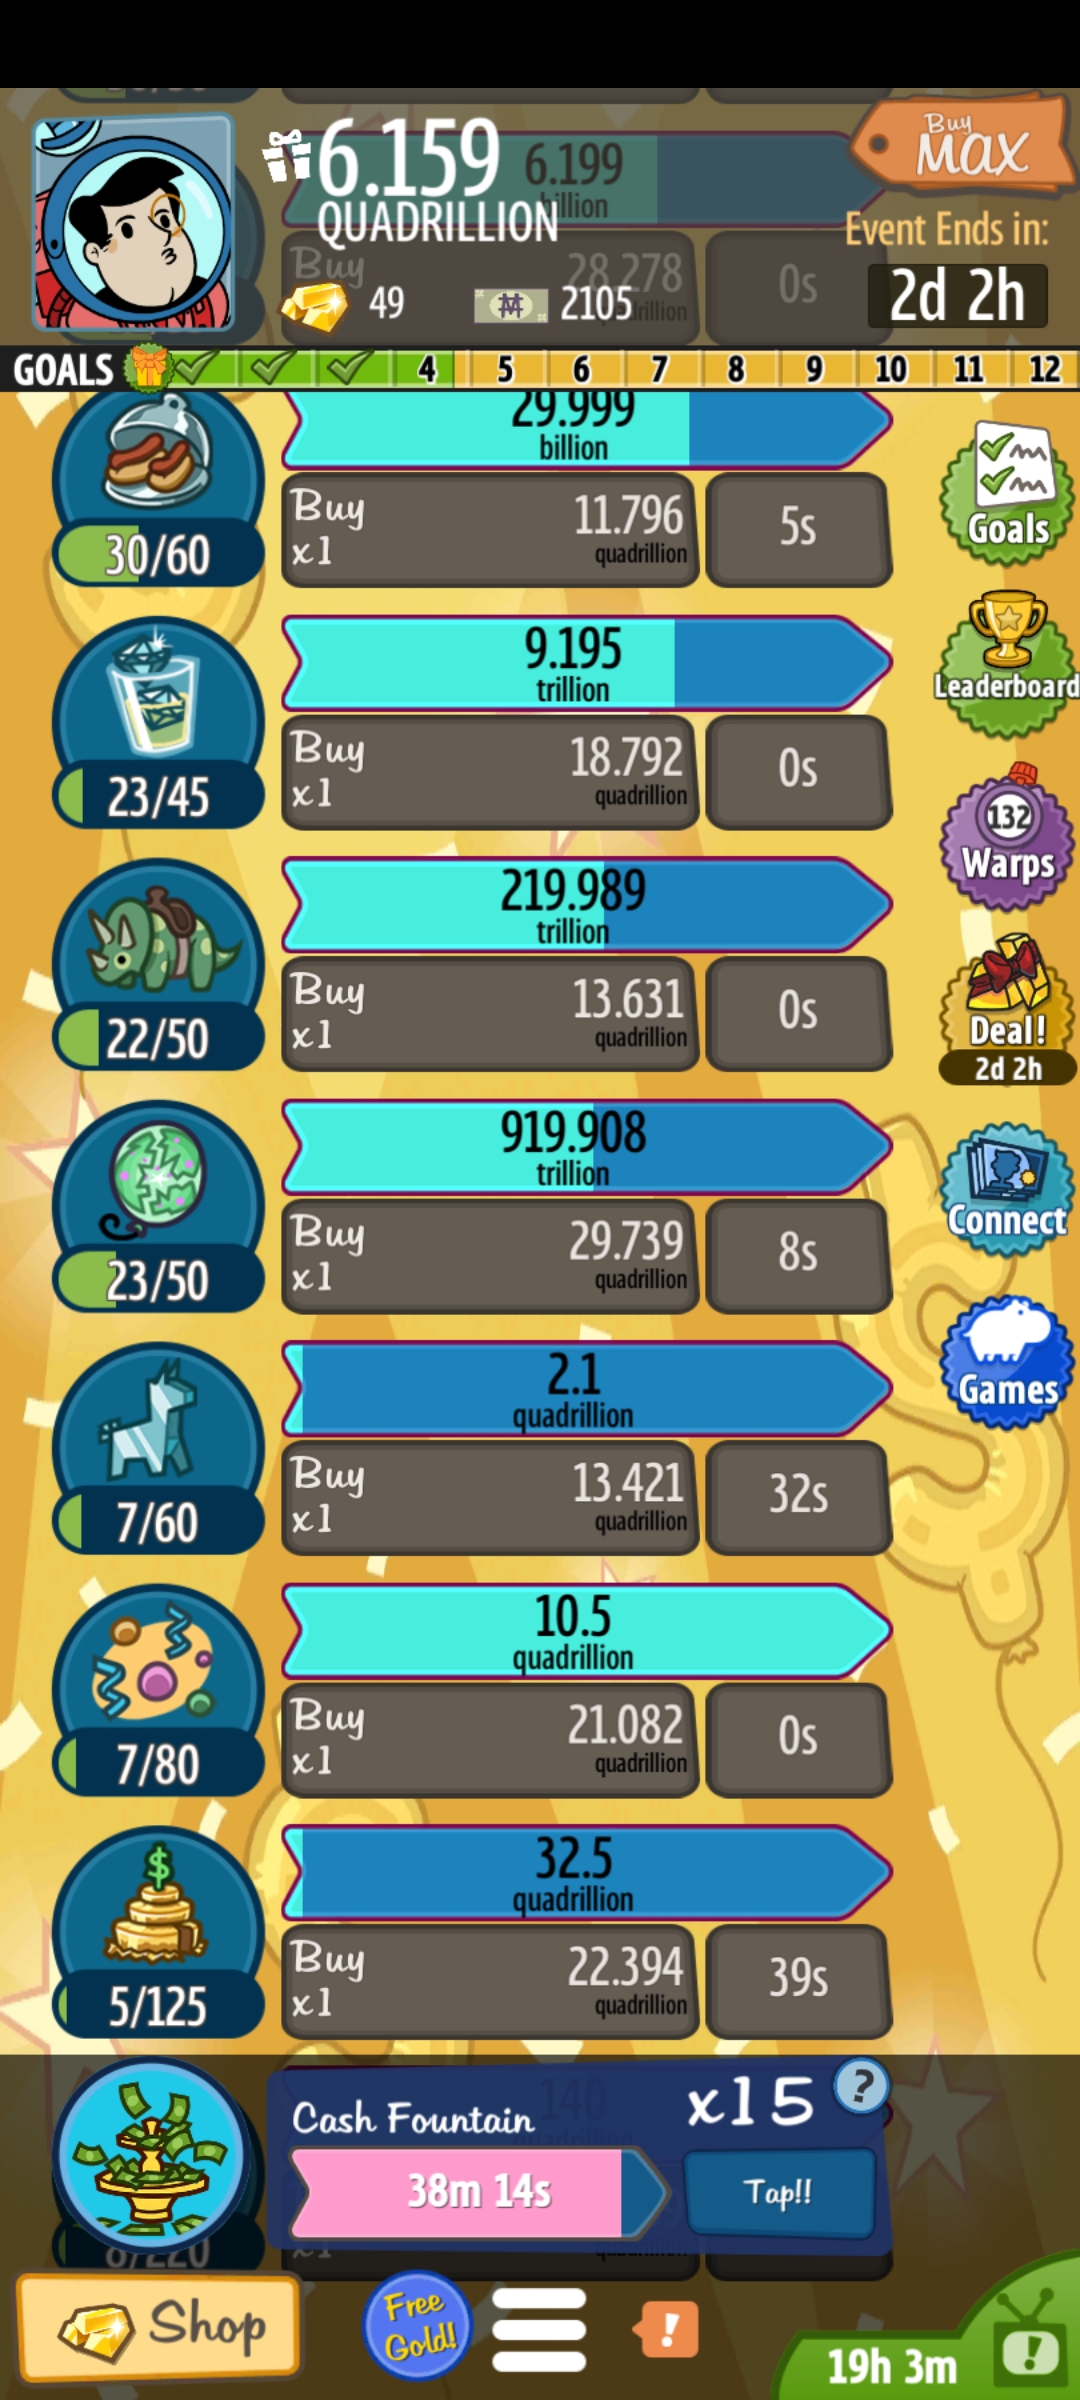 6.159
QUADRILLION
6.199
billion
Buy
MAX
Event Ends in:
2d 2h
Buy
28.278
0s
49
2105
GOALS 4 5 6 7 8 9 10 11 12
29.999
billion
30/60
Buy
x1
11.796
quadrillion
5s
Goals
9.195
trillion
23/45
Buy
x1
18.792
quadrillion
0s
Leaderboard
132
Warps
219.989
trillion
22/50
Buy
x1
13.631
quadrillion
0s
Deal!
2d 2h
919.908
trillion
23/50
Buy
x1
29.739
quadrillion
8s
Connect
2.1
quadrillion
7/60
Buy
x1
13.421
quadrillion
32s
Games
10.5
quadrillion
7/80
Buy
x1
21.082
quadrillion
0s
32.5
quadrillion
5/125
Buy
x1
22.394
quadrillion
39s
140
Cash Fountain
x15
?
38m 14s
Tap!!
x1
Shop
Free
Gold!
!
19h 3m
!